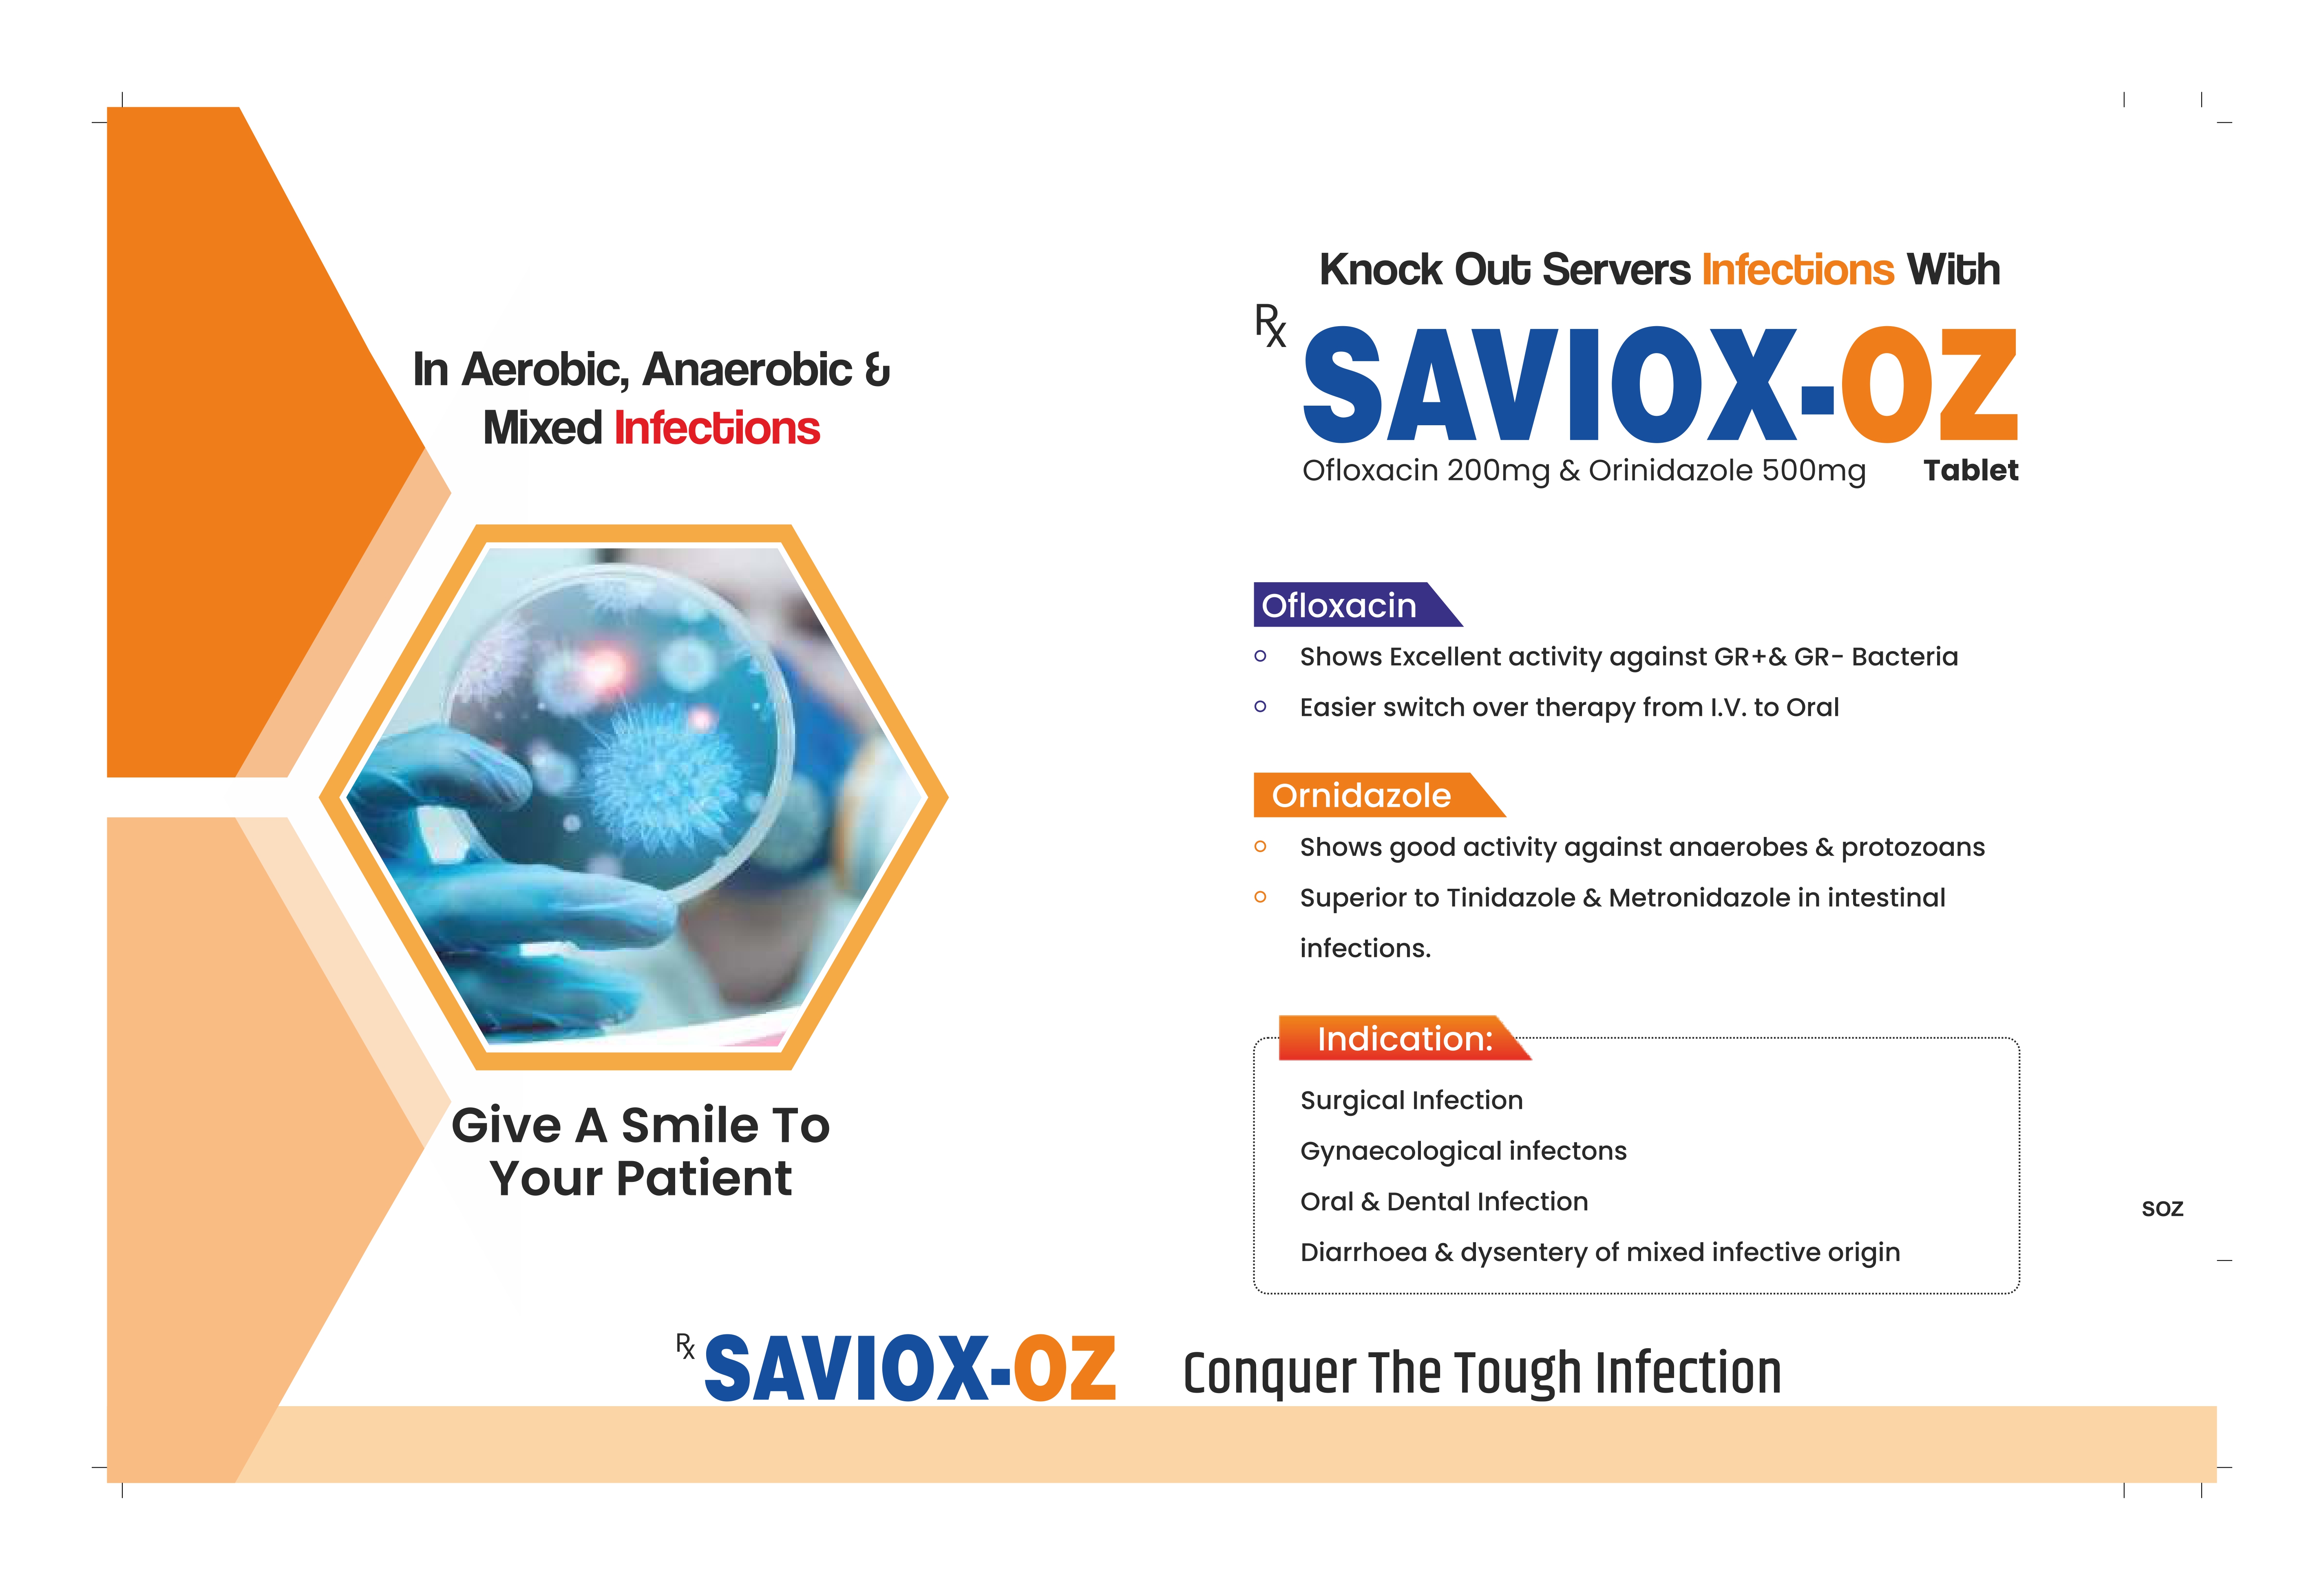 In Aerobic, Anaerobic &
Mixed Infections
Give A Smile To
Your Patient
Knock Out Servers Infections With
Rx SAVIOX-OZ
Ofloxacin 200mg & Orinidazole 500mg Tablet
Ofloxacin
Shows Excellent activity against GR+& GR- Bacteria
Easier switch over therapy from I.V. to Oral
Ornidazole
Shows good activity against anaerobes & protozoans
Superior to Tinidazole & Metronidazole in intestinal
infections.
Indication:
Surgical Infection
Gynaecological infectons
Oral & Dental Infection
Diarrhoea & dysentery of mixed infective origin
SOZ
Rx SAVIOX-OZ Conquer The Tough Infection